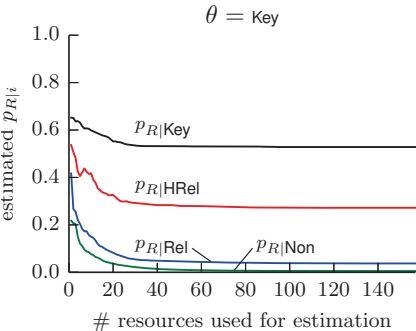 θ = Key
estimated p_{R|i}
1.0
0.8
0.6
0.4
0.2
0.0
p_{R|Key}
p_{R|HRel}
p_{R|Rel} p_{R|Non}
0 20 40 60 80 100 120 140
# resources used for estimation